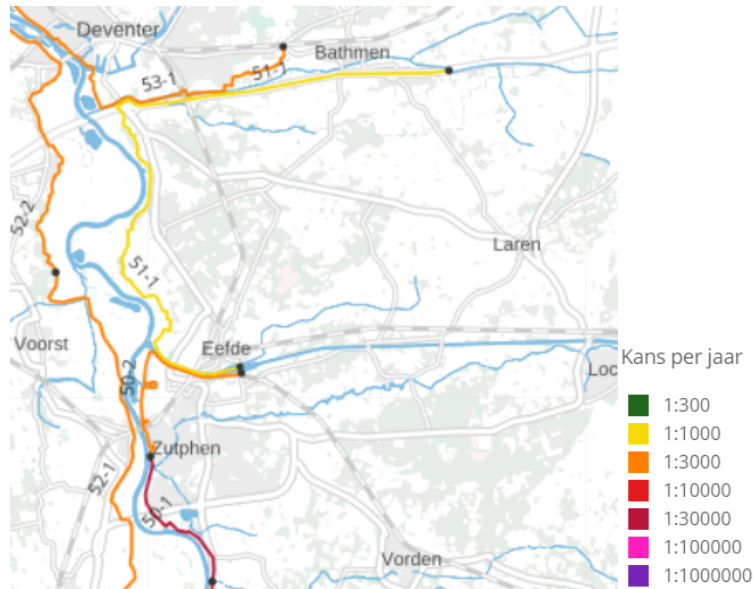 Deventer
Bathmen
53-1
51-1
52-2
Laren
51-1
Voorst
Eefde
Kans per jaar
50-2
Loc
1:300
1:1000
Zutphen
1:3000
52-1
1:10000
50-1
1:30000
Vorden
1:100000
1:1000000